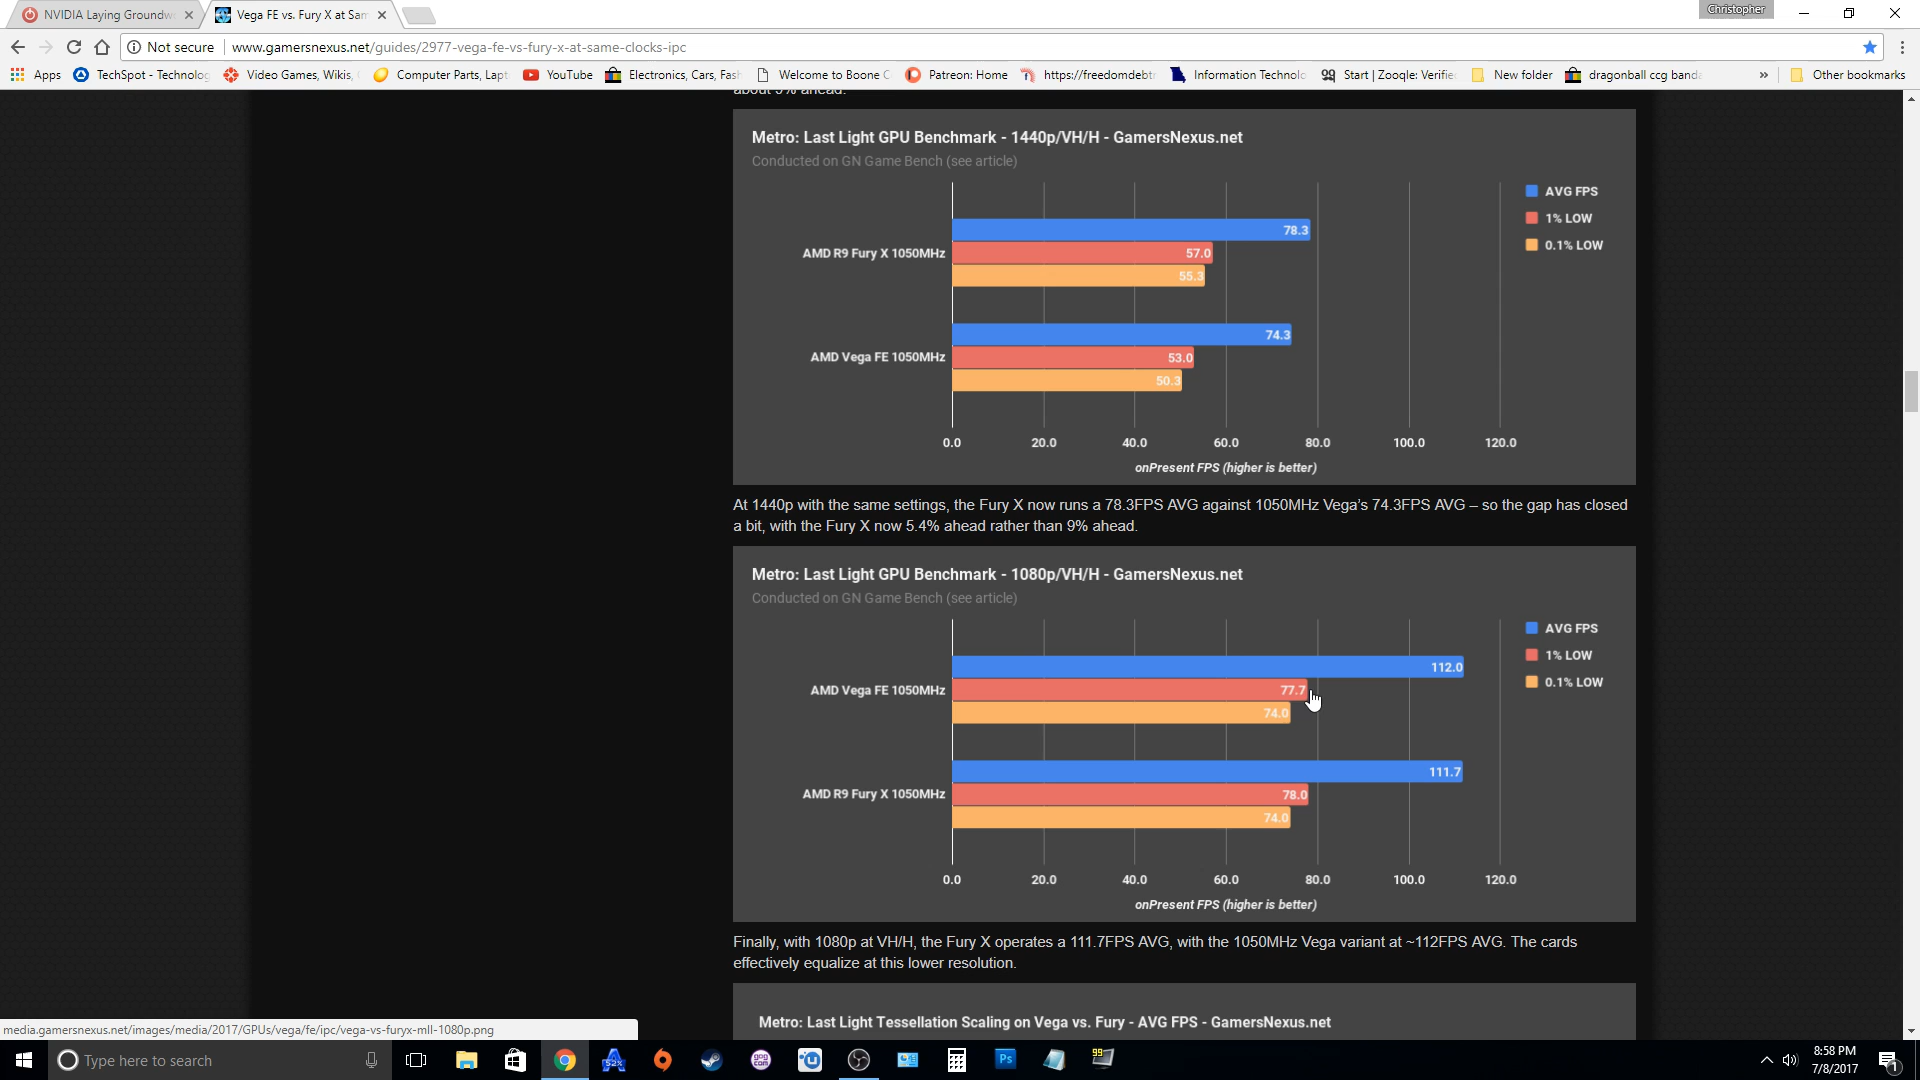 NVIDIA Laying Groundw
Vega FE vs. Fury X at Sam
Christopher
Not secure
www.gamersnexus.net/guides/2977-vega-fe-vs-fury-x-at-same-clocks-ipc
Apps
TechSpot - Technolog
Video Games, Wikis,
Computer Parts, Lapt
YouTube
Electronics, Cars, Fash
Welcome to Boone C
Patreon: Home
https://freedomdebt
Information Technolo
Start | Zoogle: Verifie
New folder
dragonball ccg banda
»
Other bookmarks
Metro: Last Light GPU Benchmark - 1440p/VH/H - GamersNexus.net
Conducted on GN Game Bench (see article)
AVG FPS
1% LOW
0.1% LOW
AMD R9 Fury X 1050MHz
78.3
57.0
55.3
AMD Vega FE 1050MHz
74.3
53.0
50.3
0.0 20.0 40.0 60.0 80.0 100.0 120.0
onPresent FPS (higher is better)
At 1440p with the same settings, the Fury X now runs a 78.3FPS AVG against 1050MHz Vega's 74.3FPS AVG – so the gap has closed
a bit, with the Fury X now 5.4% ahead rather than 9% ahead.
Metro: Last Light GPU Benchmark - 1080p/VH/H - GamersNexus.net
Conducted on GN Game Bench (see article)
AVG FPS
1% LOW
0.1% LOW
AMD Vega FE 1050MHz
112.0
77.7
74.0
AMD R9 Fury X 1050MHz
111.7
78.0
74.0
0.0 20.0 40.0 60.0 80.0 100.0 120.0
onPresent FPS (higher is better)
Finally, with 1080p at VH/H, the Fury X operates a 111.7FPS AVG, with the 1050MHz Vega variant at ~112FPS AVG. The cards
effectively equalize at this lower resolution.
Metro: Last Light Tessellation Scaling on Vega vs. Fury - AVG FPS - GamersNexus.net
media.gamersnexus.net/images/media/2017/GPUs/vega/fe/ipc/vega-vs-furyx-mll-1080p.png
Type here to search
Ps
99
8:58 PM
7/8/2017
1